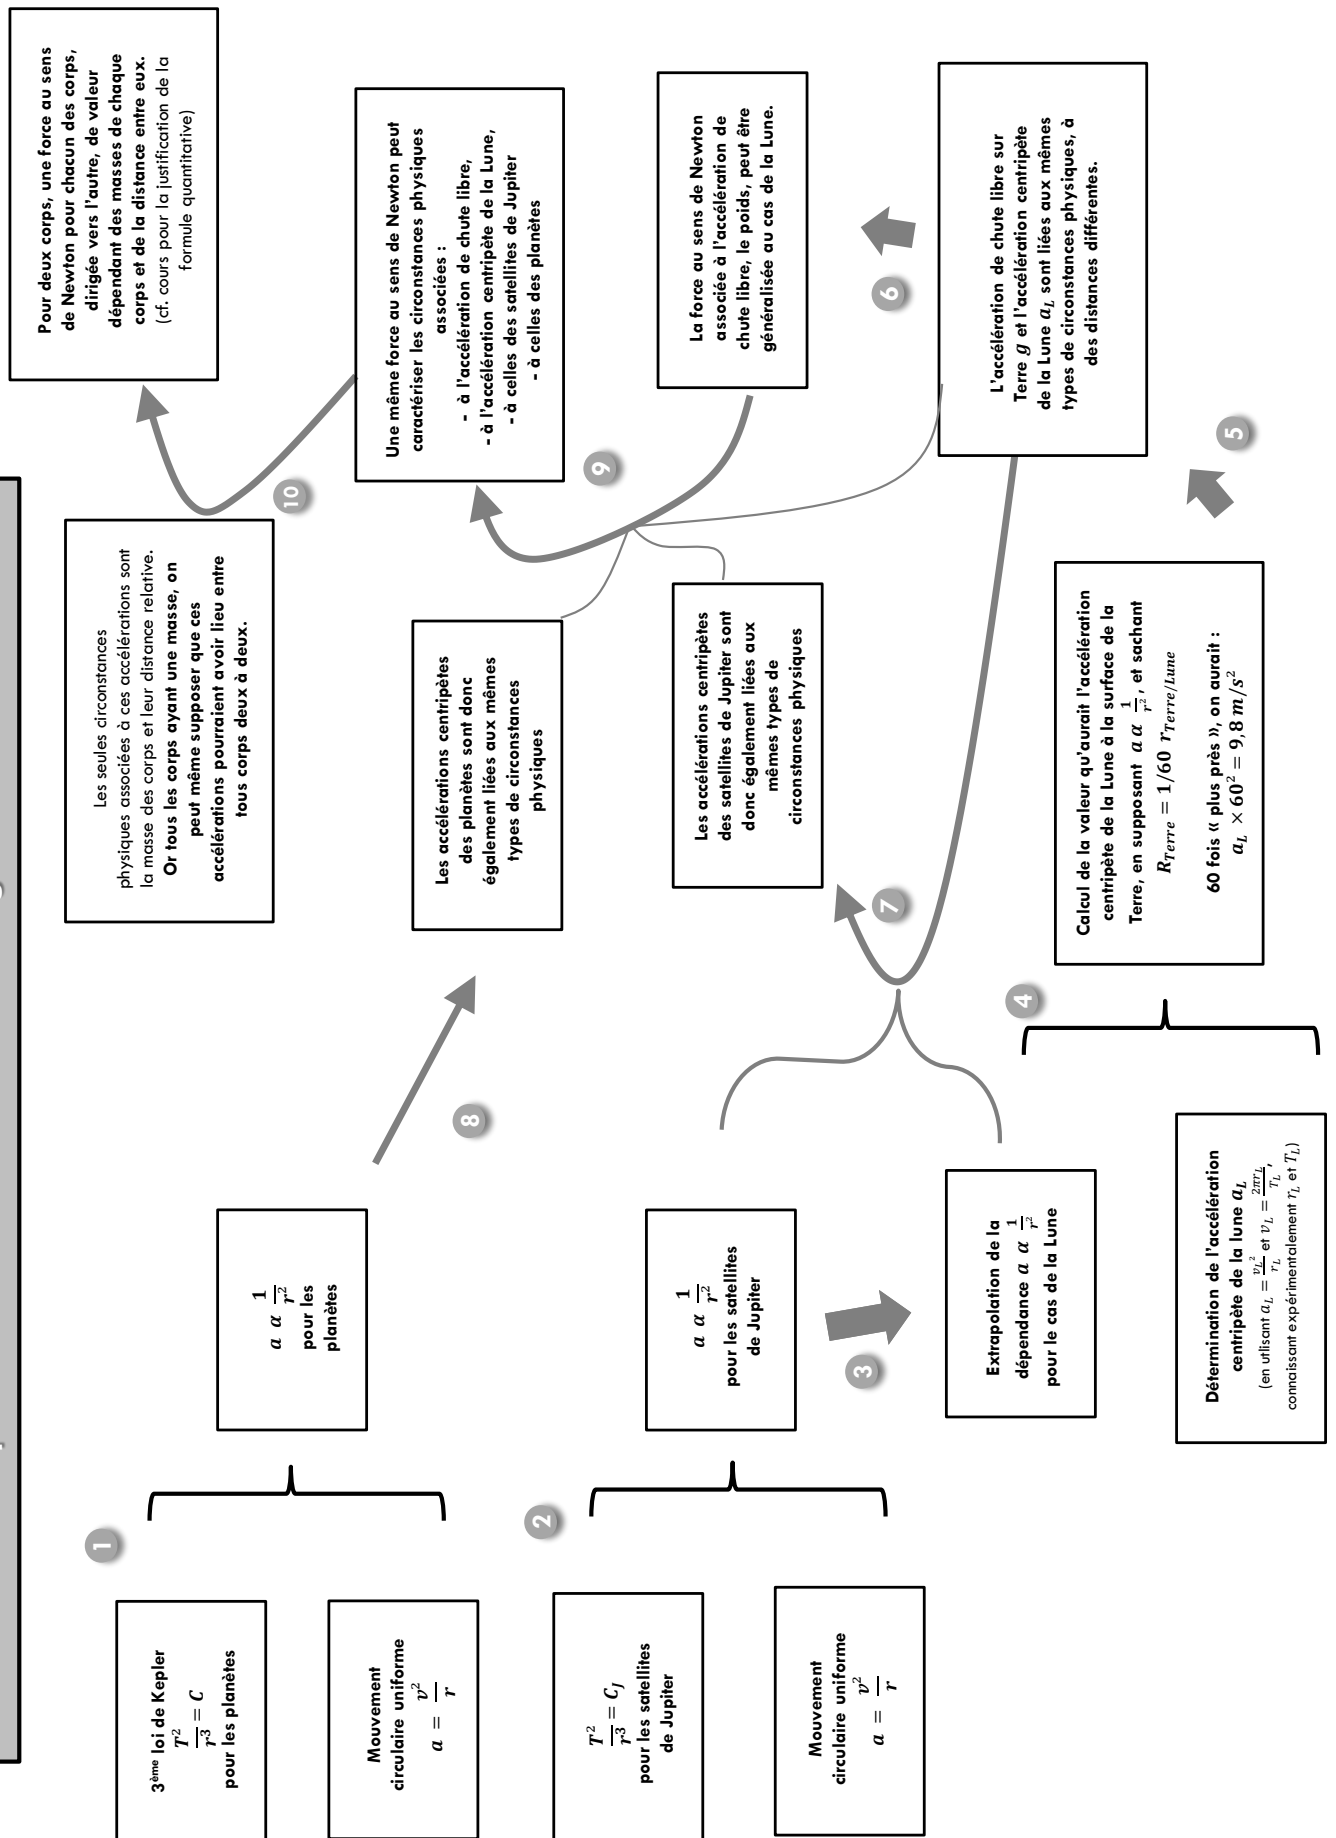 1
3ème loi de Kepler
T²/r³ = C
pour les planètes
Mouvement
circulaire uniforme
a = v²/r
a α 1/r²
pour les
planètes
2
T²/r³ = C_J
pour les satellites
de Jupiter
Mouvement
circulaire uniforme
a = v²/r
a α 1/r²
pour les satellites
de Jupiter
3
Extrapolation de la
dépendance a α 1/r²
pour le cas de la Lune
Détermination de l'accélération
centripète de la lune a_L
(en utilisant a_L = v_L²/r_L et v_L = 2πr_L/T_L,
connaissant expérimentalement r_L et T_L)
4
Calcul de la valeur qu'aurait l'accélération
centripète de la Lune à la surface de la
Terre, en supposant a α 1/r², et sachant
R_Terre = 1/60 r_Terre/Lune
60 fois « plus près », on aurait :
a_L × 60² = 9,8 m/s²
5
L'accélération de chute libre sur
Terre g et l'accélération centripète
de la Lune a_L sont liées aux mêmes
types de circonstances physiques, à
des distances différentes.
6
La force au sens de Newton
associée à l'accélération de
chute libre, le poids, peut être
généralisée au cas de la Lune.
7
Les accélérations centripètes
des satellites de Jupiter sont
donc également liées aux
mêmes types de
circonstances physiques
8
Les accélérations centripètes
des planètes sont donc
également liées aux mêmes
types de circonstances
physiques
9
Une même force au sens de Newton peut
caractériser les circonstances physiques
associées :
- à l'accélération de chute libre,
- à l'accélération centripète de la Lune,
- à celles des satellites de Jupiter
- à celles des planètes
10
Les seules circonstances
physiques associées à ces accélérations sont
la masse des corps et leur distance relative.
Or tous les corps ayant une masse, on
peut même supposer que ces
accélérations pourraient avoir lieu entre
tous corps deux à deux.
Pour deux corps, une force au sens
de Newton pour chacun des corps,
dirigée vers l'autre, de valeur
dépendant des masses de chaque
corps et de la distance entre eux.
(cf. cours pour la justification de la
formule quantitative)